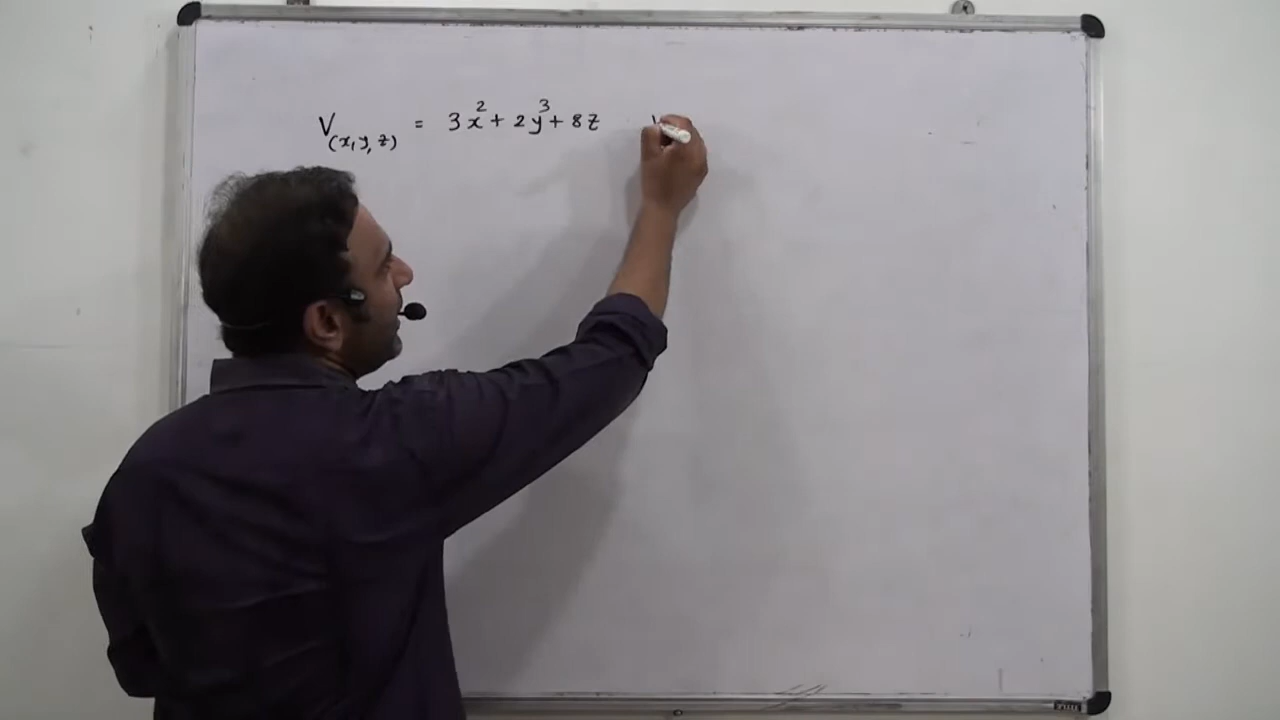 V(x, y, z) = 3x² + 2y³ + 8z